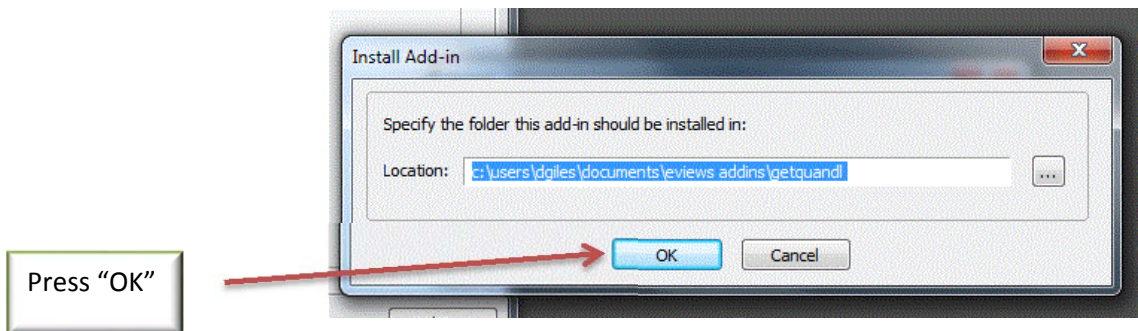 Install Add-in
Specify the folder this add-in should be installed in:
Location: c:\users\dgiles\documents\eviews addins\getquandl ...
OK Cancel
Press “OK”